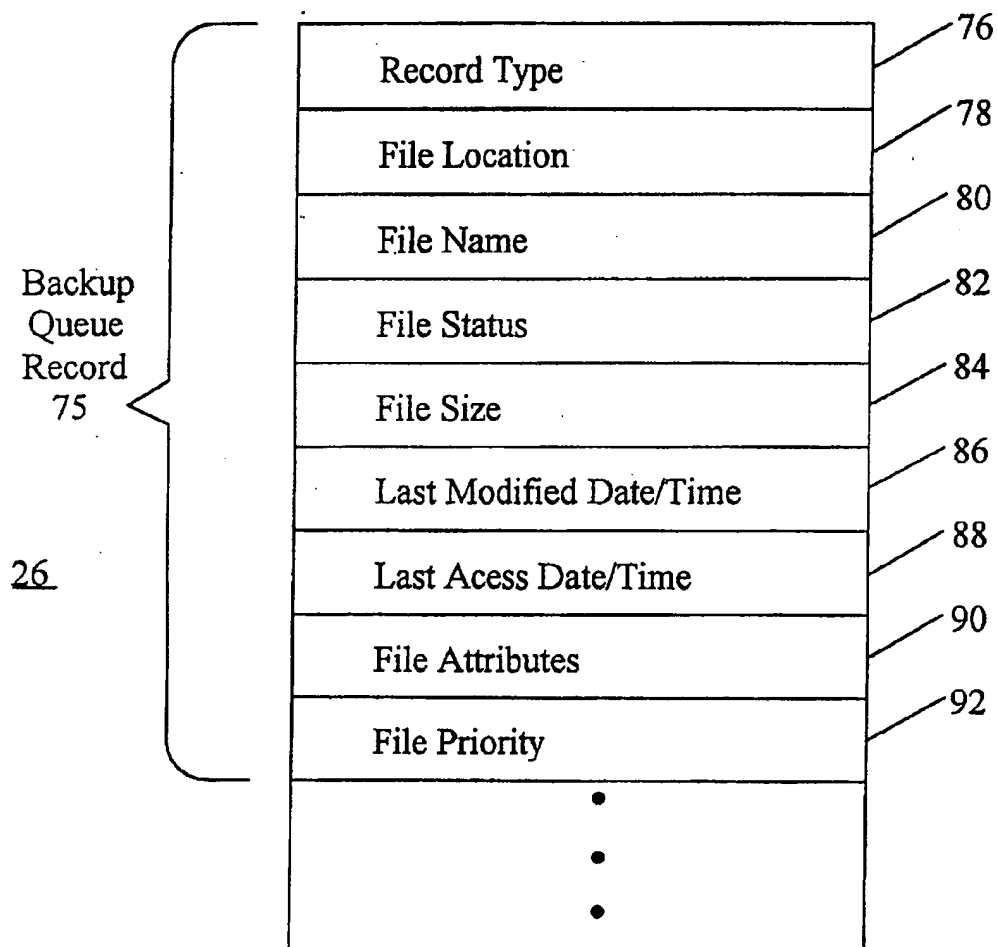 76
Record Type
78
File Location
80
File Name
82
File Status
Backup
Queue
Record
75
84
File Size
86
Last Modified Date/Time
88
Last Acess Date/Time
26
90
File Attributes
92
File Priority